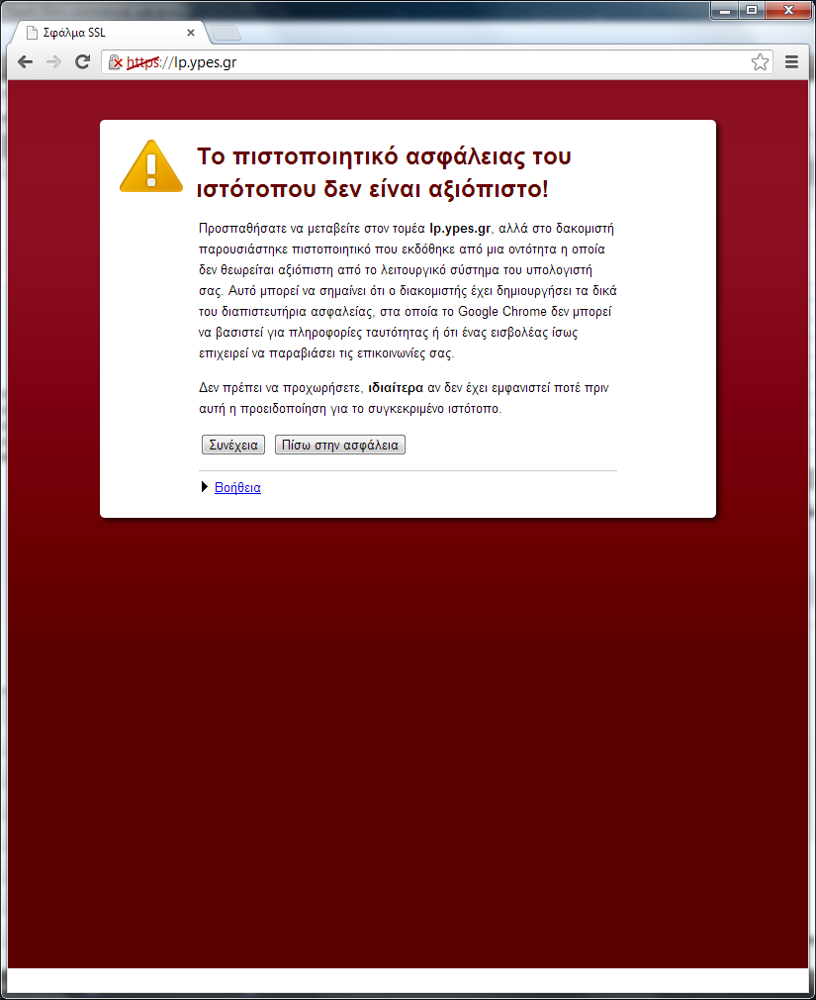 Σφάλμα SSL
https://lp.ypes.gr
Το πιστοποιητικό ασφάλειας του
ιστότοπου δεν είναι αξιόπιστο!
Προσπαθήσατε να μεταβείτε στον τομέα lp.ypes.gr, αλλά στο δακομιστή
παρουσιάστηκε πιστοποιητικό που εκδόθηκε από μια οντότητα η οποία
δεν θεωρείται αξιόπιστη από το λειτουργικό σύστημα του υπολογιστή
σας. Αυτό μπορεί να σημαίνει ότι ο διακομιστής έχει δημιουργήσει τα δικά
του διαπιστευτήρια ασφαλείας, στα οποία το Google Chrome δεν μπορεί
να βασιστεί για πληροφορίες ταυτότητας ή ότι ένας εισβολέας ίσως
επιχειρεί να παραβιάσει τις επικοινωνίες σας.
Δεν πρέπει να προχωρήσετε, ιδιαίτερα αν δεν έχει εμφανιστεί ποτέ πριν
αυτή η προειδοποίηση για το συγκεκριμένο ιστότοπο.
Συνέχεια Πίσω στην ασφάλεια
Βοήθεια